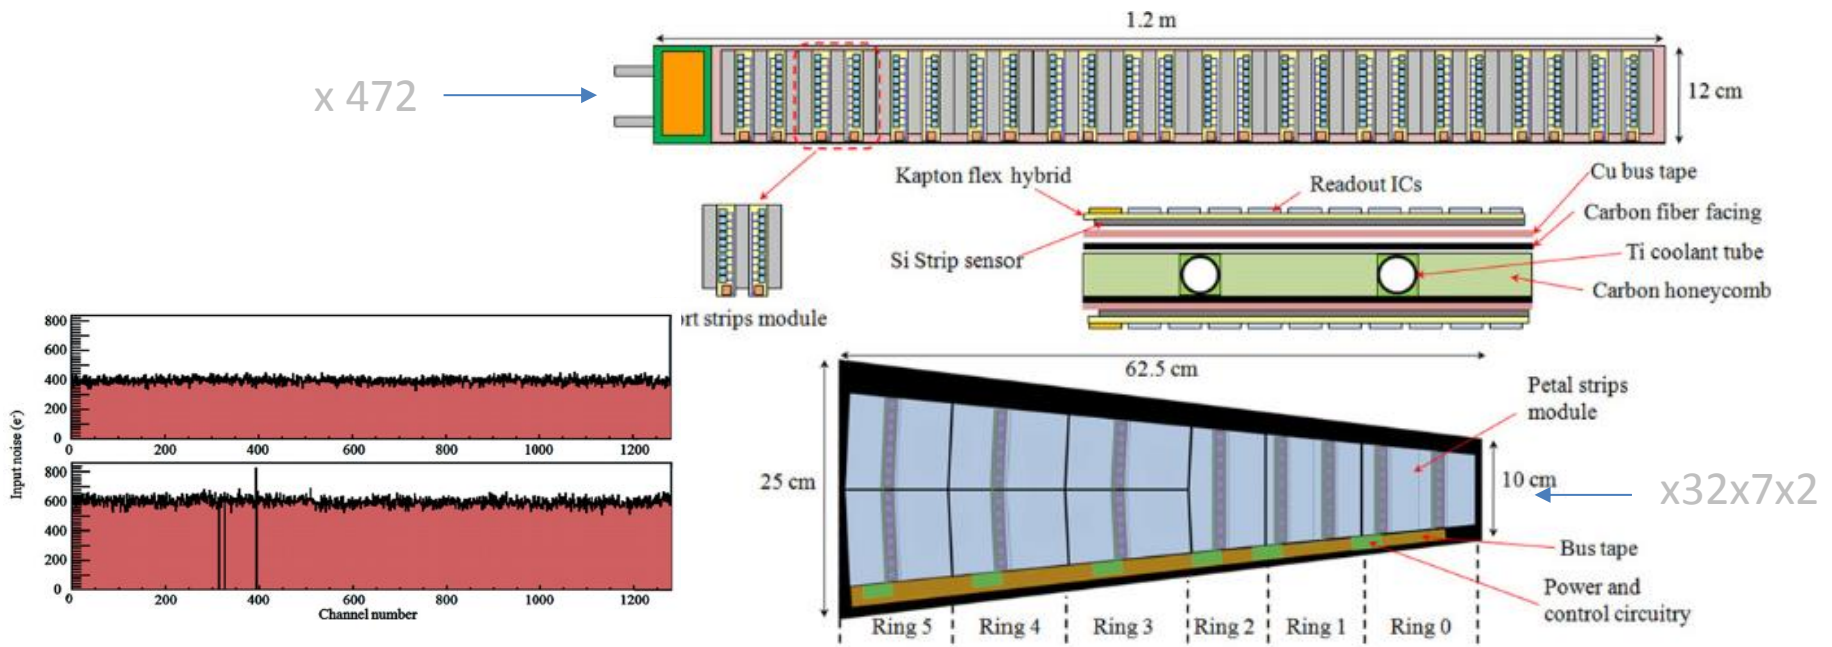 1.2 m
x 472
12 cm
Kapton flex hybrid
Readout ICs
Cu bus tape
Carbon fiber facing
Si Strip sensor
Ti coolant tube
Carbon honeycomb
ort strips module
62.5 cm
Petal strips
module
25 cm
10 cm
x32x7x2
Bus tape
Power and
control circuitry
Ring 5
Ring 4
Ring 3
Ring 2
Ring 1
Ring 0
Input noise (e-)
800
600
400
200
0
0 200 400 600 800 1000 1200
800
600
400
200
0
0 200 400 600 800 1000 1200
Channel number